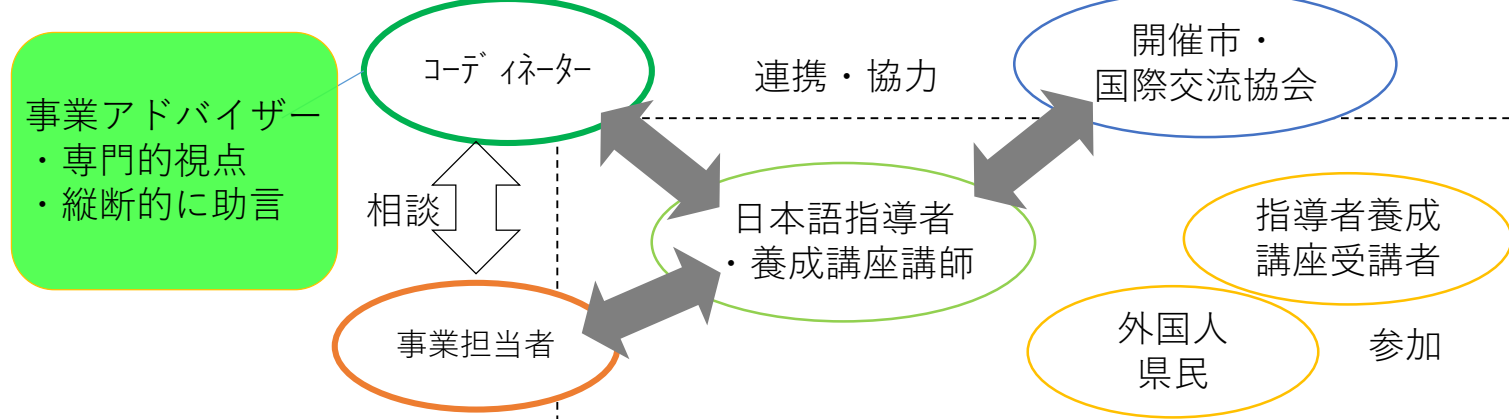 事業アドバイザー
・専門的視点
・縦断的に助言
ｺｰﾃﾞｨﾈｰﾀｰ
連携・協力
開催市・
国際交流協会
相談
日本語指導者
・養成講座講師
指導者養成
講座受講者
事業担当者
外国人
県民
参加